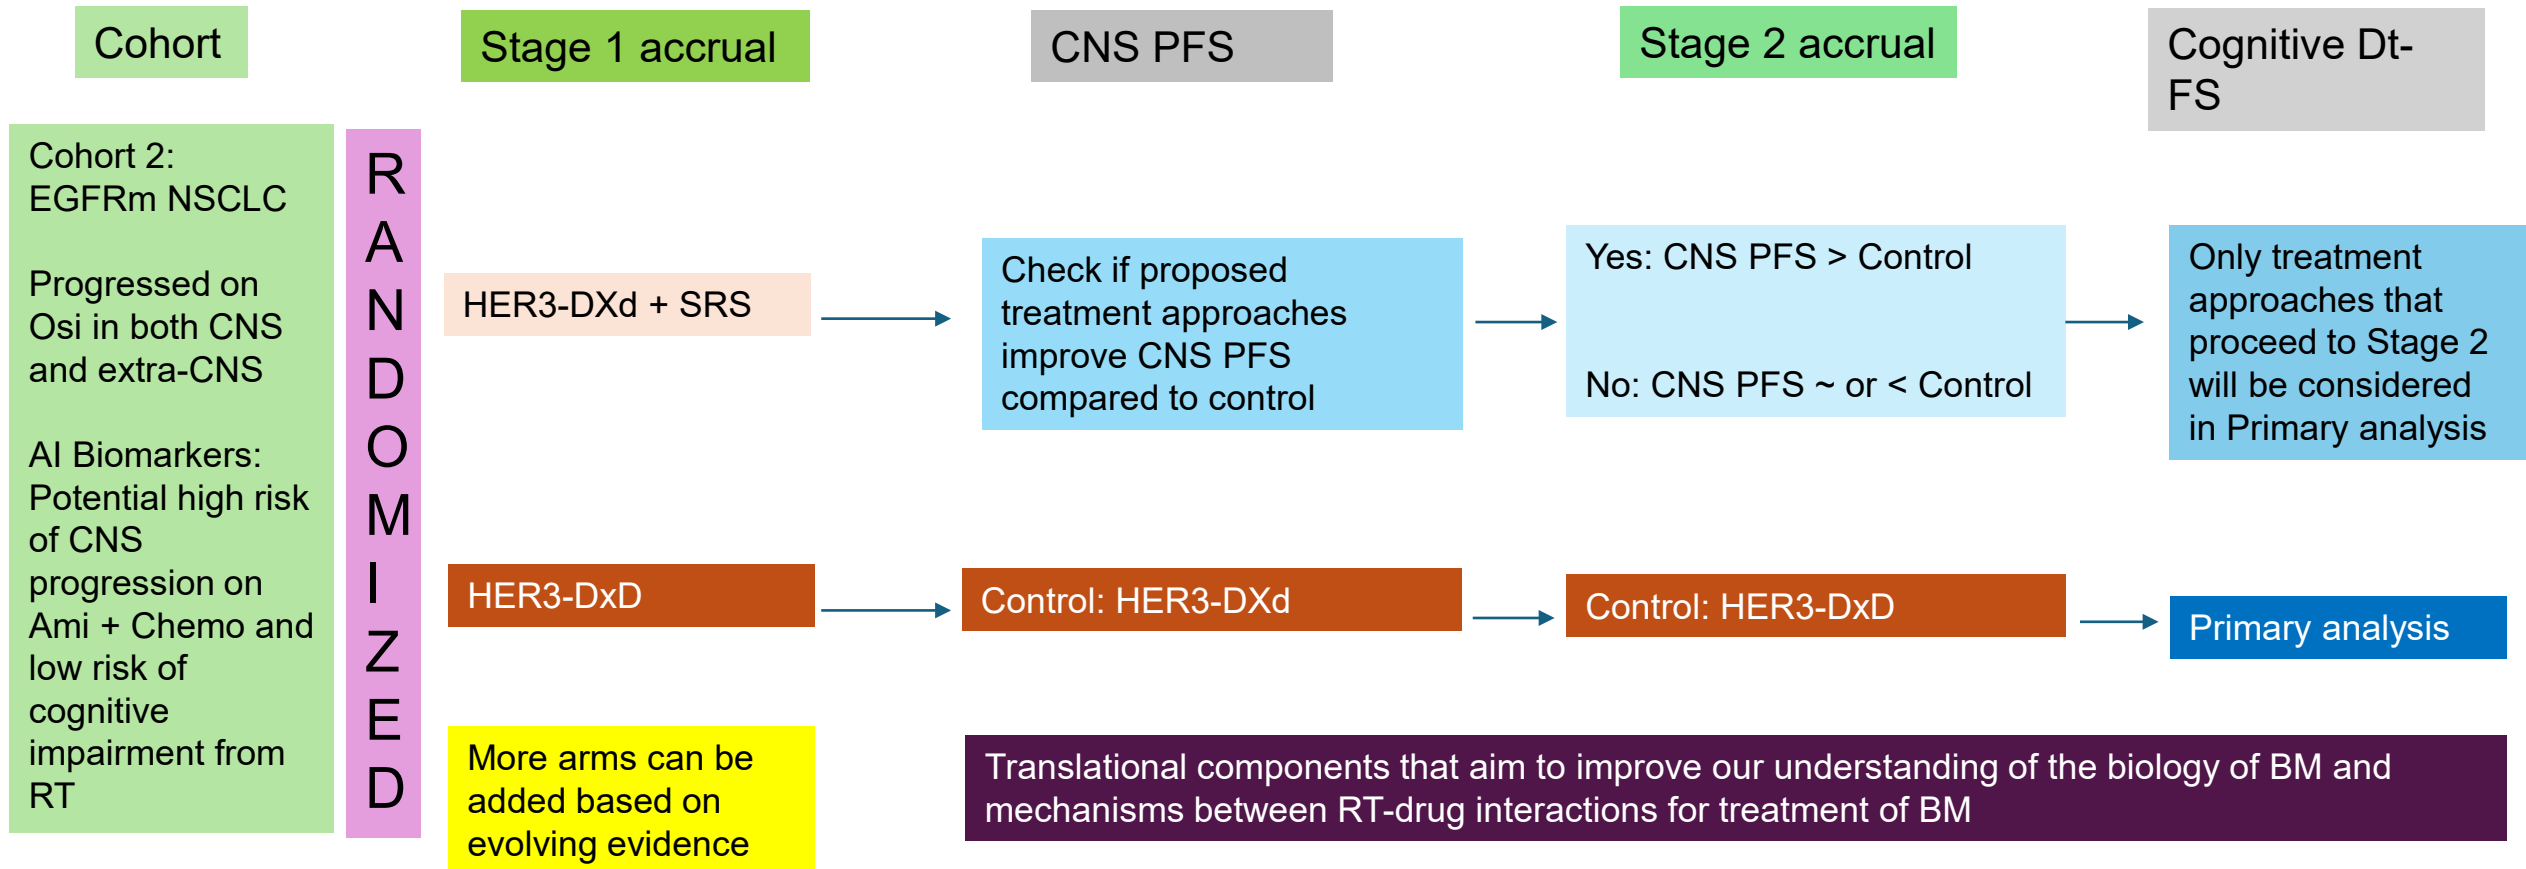 Cohort
Stage 1 accrual
CNS PFS
Stage 2 accrual
Cognitive Dt-
FS
Cohort 2:
EGFRm NSCLC
Progressed on
Osi in both CNS
and extra-CNS
AI Biomarkers:
Potential high risk
of CNS
progression on
Ami + Chemo and
low risk of
cognitive
impairment from
RT
R
A
N
D
O
M
I
Z
E
D
HER3-DXd + SRS
Check if proposed
treatment approaches
improve CNS PFS
compared to control
Yes: CNS PFS > Control
No: CNS PFS ~ or < Control
Only treatment
approaches that
proceed to Stage 2
will be considered
in Primary analysis
HER3-DxD
Control: HER3-DXd
Control: HER3-DxD
Primary analysis
More arms can be
added based on
evolving evidence
Translational components that aim to improve our understanding of the biology of BM and
mechanisms between RT-drug interactions for treatment of BM